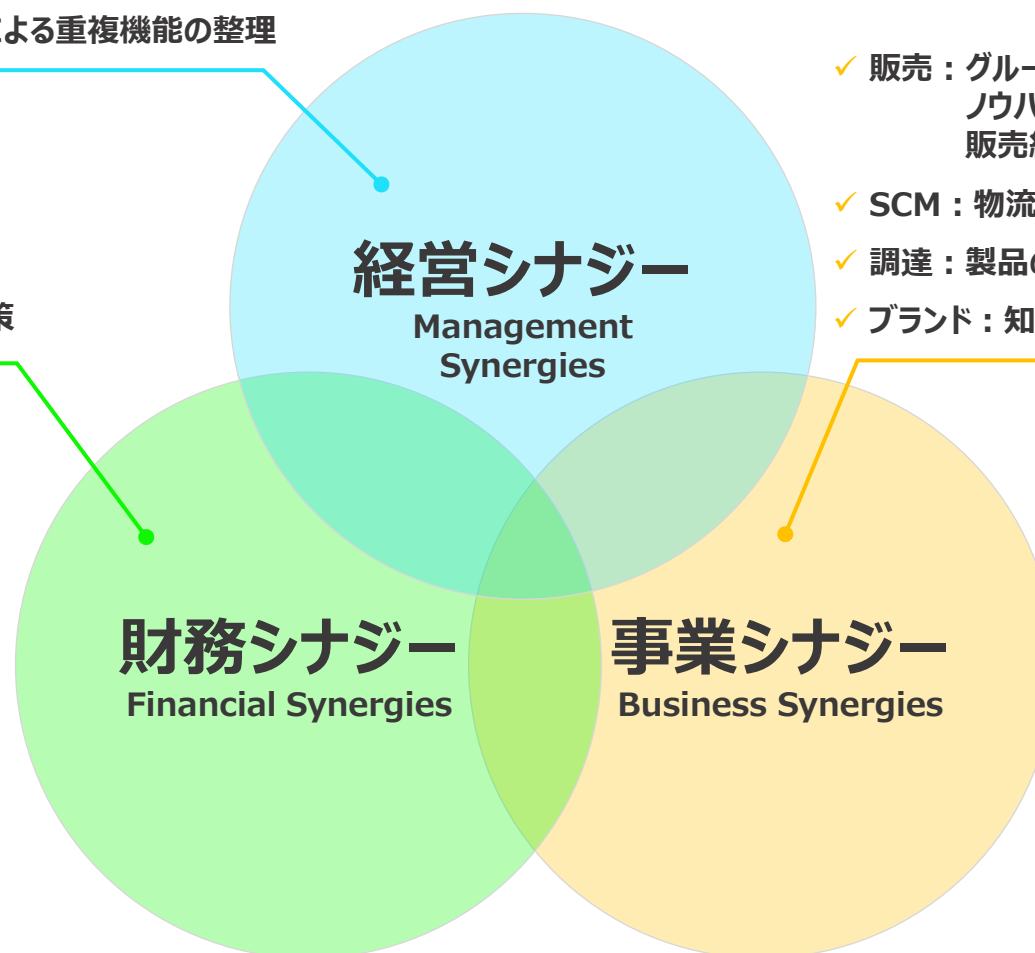 よる重複機能の整理
販売：グルー
ノウハ
販売
SCM：物流
調達：製品
ブランド：知
策
経営シナジー
Management
Synergies
財務シナジー
Financial Synergies
事業シナジー
Business Synergies